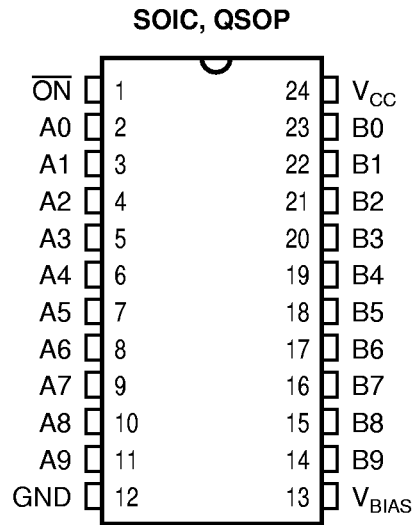 SOIC, QSOP
O̅N̅ 1 24 VCC
A0 2 23 B0
A1 3 22 B1
A2 4 21 B2
A3 5 20 B3
A4 6 19 B4
A5 7 18 B5
A6 8 17 B6
A7 9 16 B7
A8 10 15 B8
A9 11 14 B9
GND 12 13 VBIAS